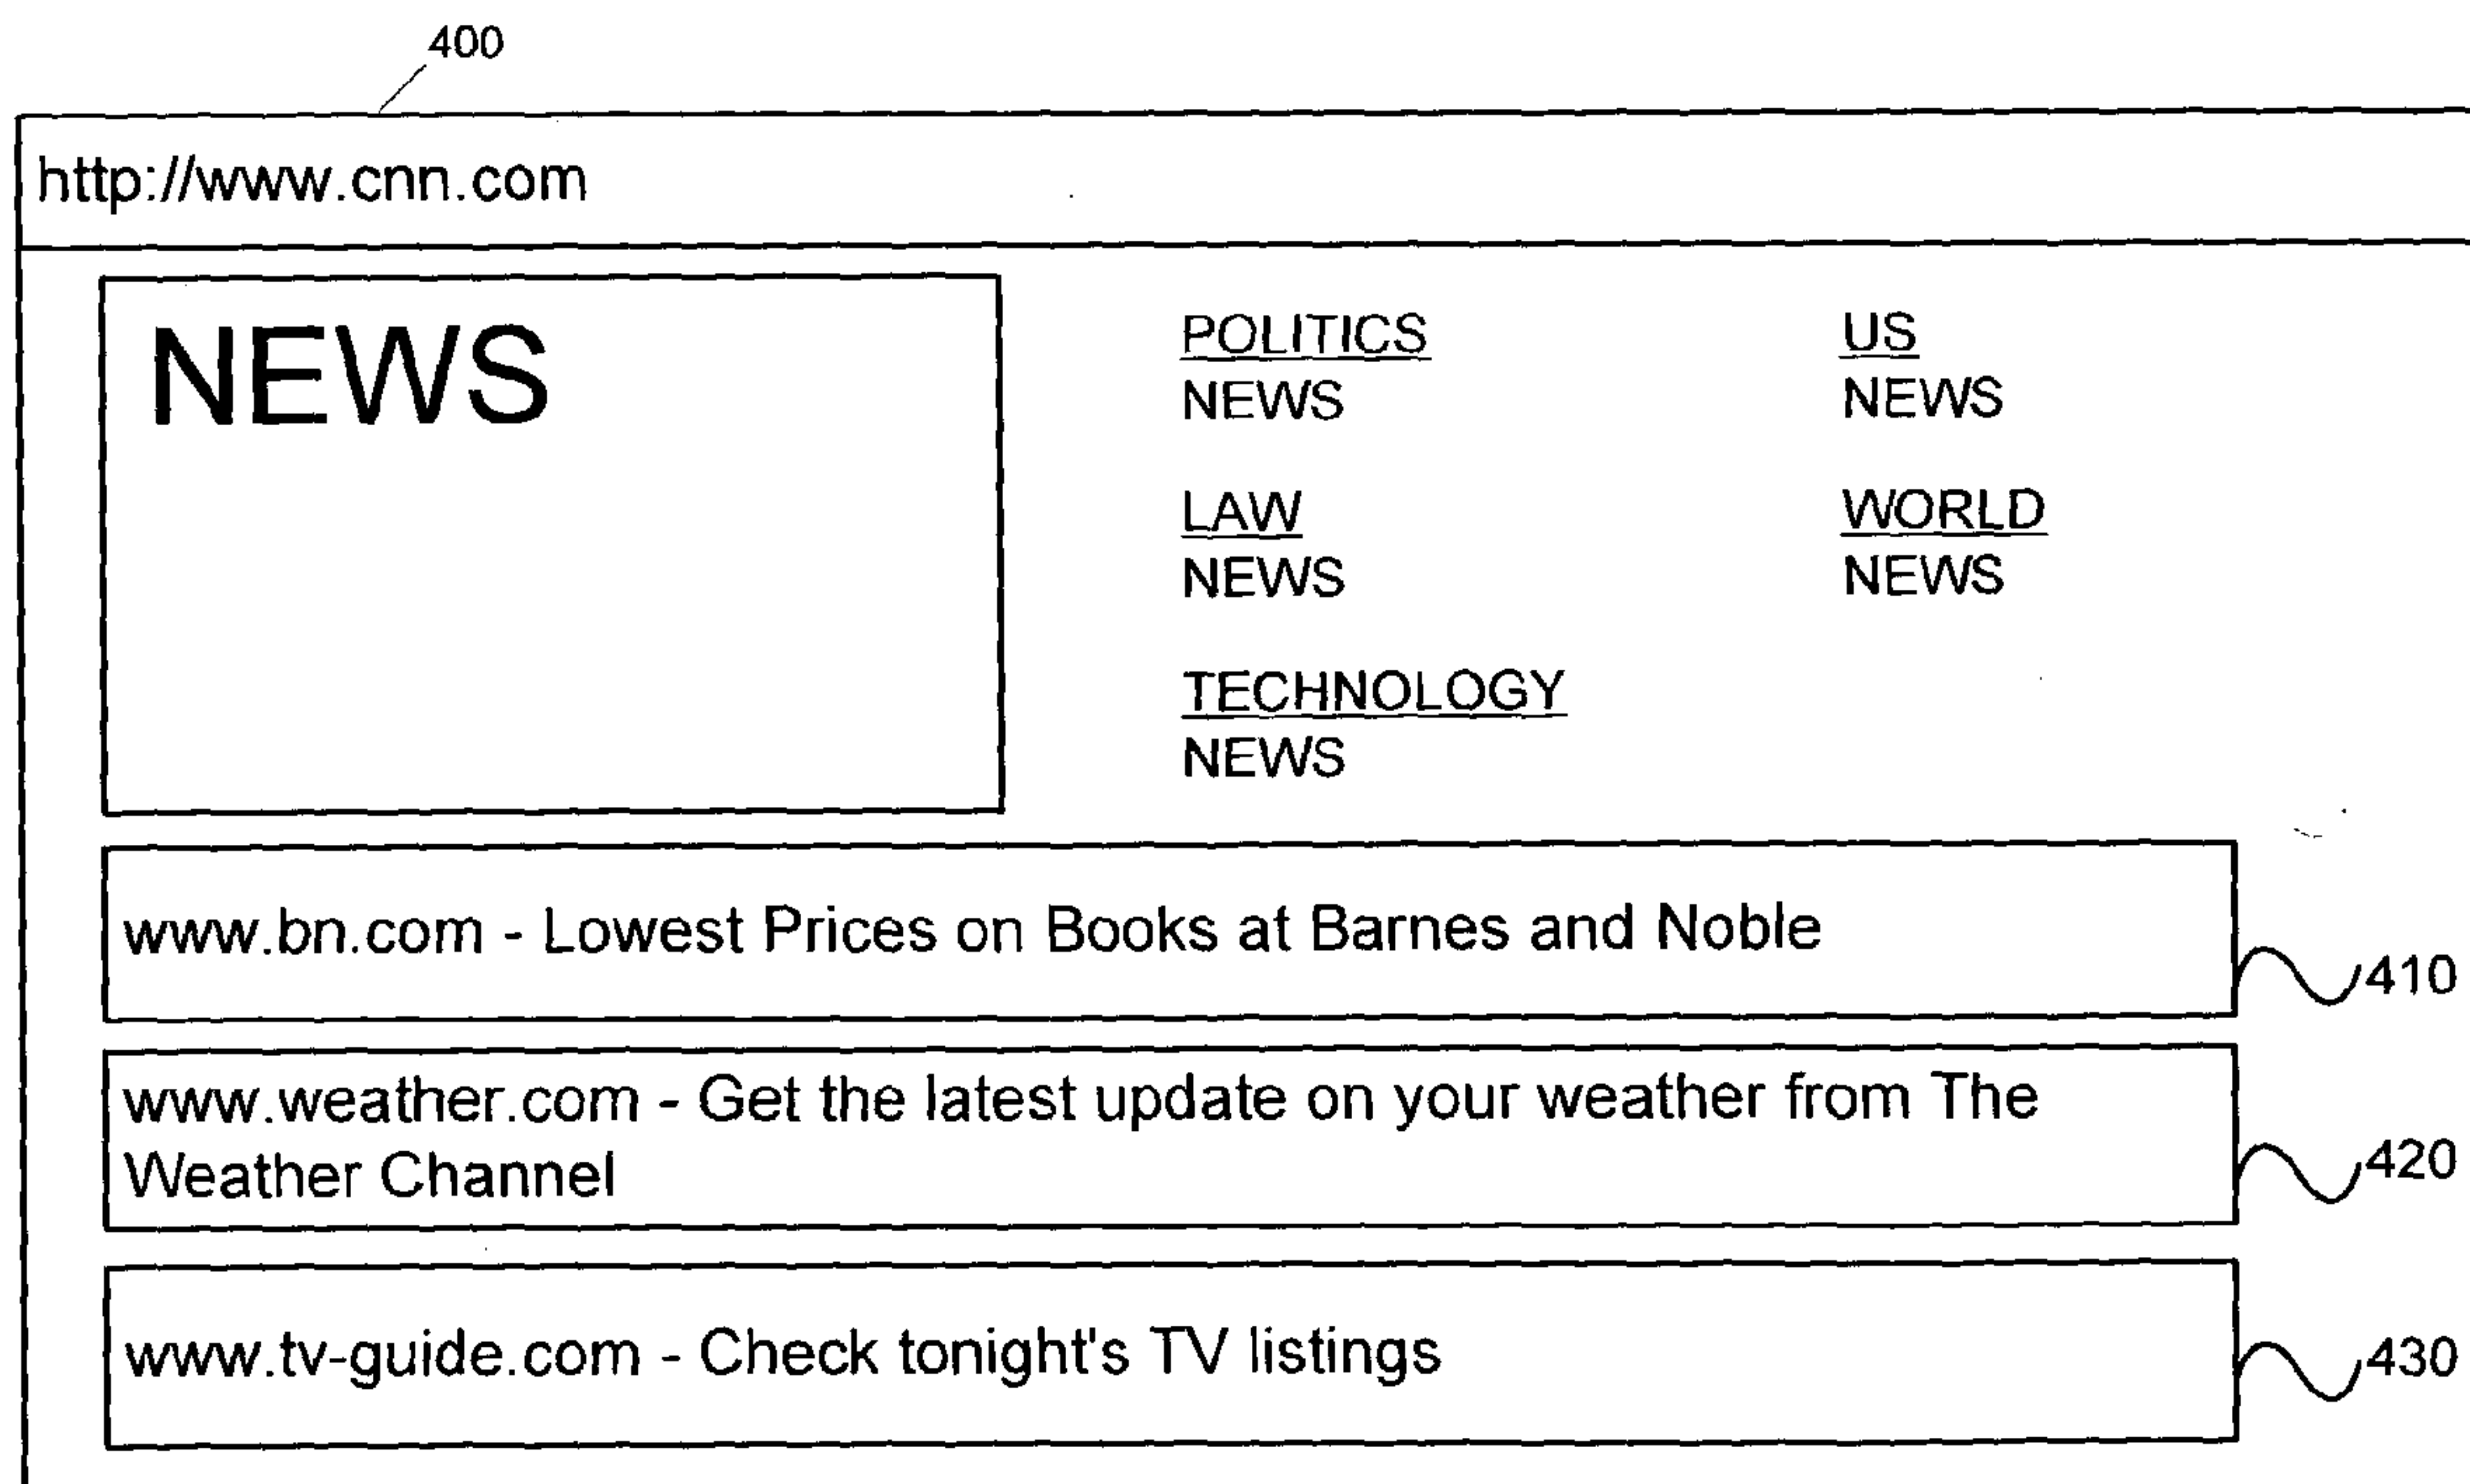 400
http://www.cnn.com
NEWS
POLITICS
NEWS
US
NEWS
LAW
NEWS
WORLD
NEWS
TECHNOLOGY
NEWS
www.bn.com - Lowest Prices on Books at Barnes and Noble
410
www.weather.com - Get the latest update on your weather from The
Weather Channel
420
www.tv-guide.com - Check tonight's TV listings
430